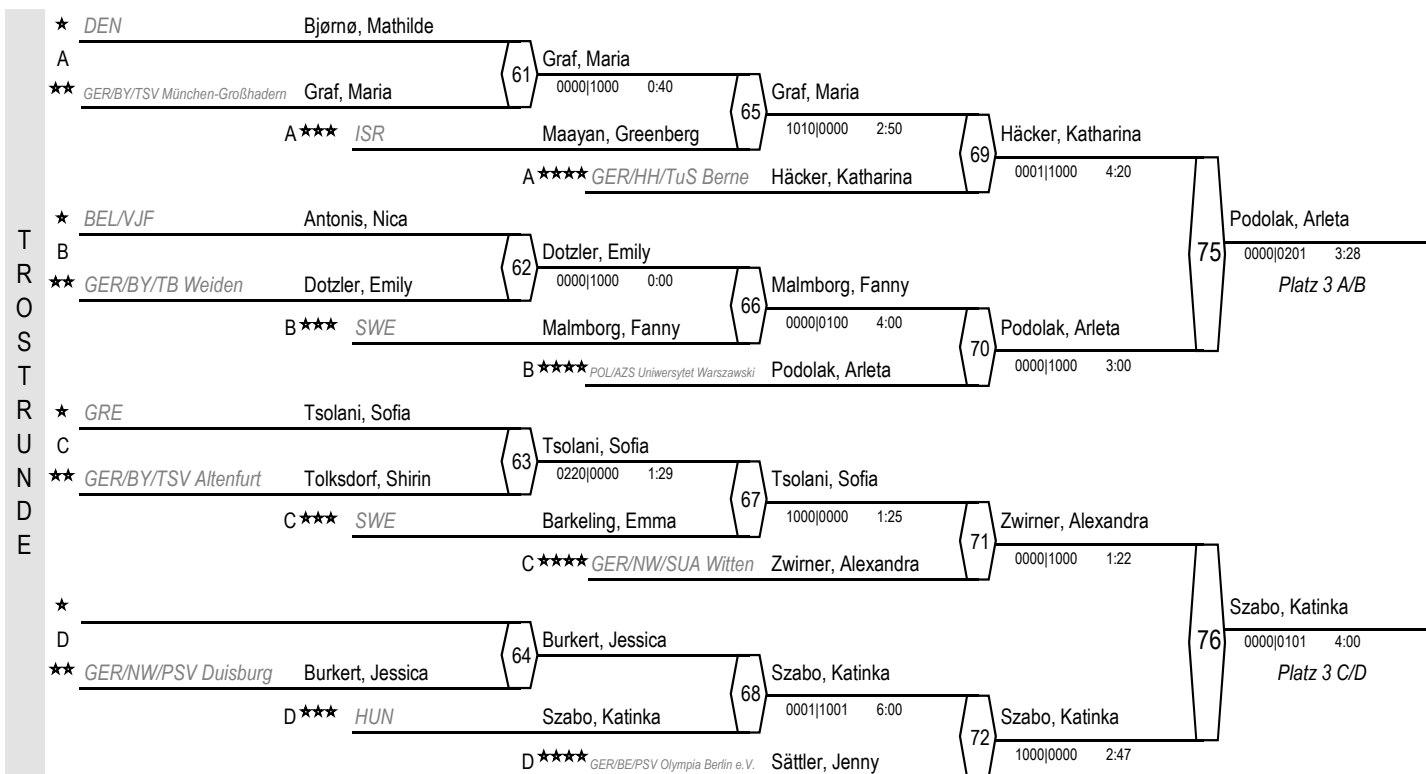 TROSTRUNDE
★ DEN Bjørnø, Mathilde
A
★★ GER/BY/TSV München-Großhadern Graf, Maria
61
Graf, Maria
0000|1000 0:40
A ★★★ ISR Maayan, Greenberg
65
Graf, Maria
1010|0000 2:50
A ★★★★ GER/HH/TuS Berne Häcker, Katharina
69
Häcker, Katharina
0001|1000 4:20
★ BEL/VJF Antonis, Nica
B
★★ GER/BY/TB Weiden Dotzler, Emily
62
Dotzler, Emily
0000|1000 0:00
B ★★★ SWE Malmborg, Fanny
66
Malmborg, Fanny
0000|0100 4:00
B ★★★★ POL/AZS Uniwersytet Warszawski Podolak, Arleta
70
Podolak, Arleta
0000|1000 3:00
75
Podolak, Arleta
0000|0201 3:28
Platz 3 A/B
★ GRE Tsolani, Sofia
C
★★ GER/BY/TSV Altenfurt Tolksdorf, Shirin
63
Tsolani, Sofia
0220|0000 1:29
C ★★★ SWE Barkeling, Emma
67
Tsolani, Sofia
1000|0000 1:25
C ★★★★ GER/NW/SUA Witten Zwirner, Alexandra
71
Zwirner, Alexandra
0000|1000 1:22
★
D
★★ GER/NW/PSV Duisburg Burkert, Jessica
64
Burkert, Jessica
D ★★★ HUN Szabo, Katinka
68
Szabo, Katinka
0001|1001 6:00
D ★★★★ GER/BE/PSV Olympia Berlin e.V. Sättler, Jenny
72
Szabo, Katinka
1000|0000 2:47
76
Szabo, Katinka
0000|0101 4:00
Platz 3 C/D